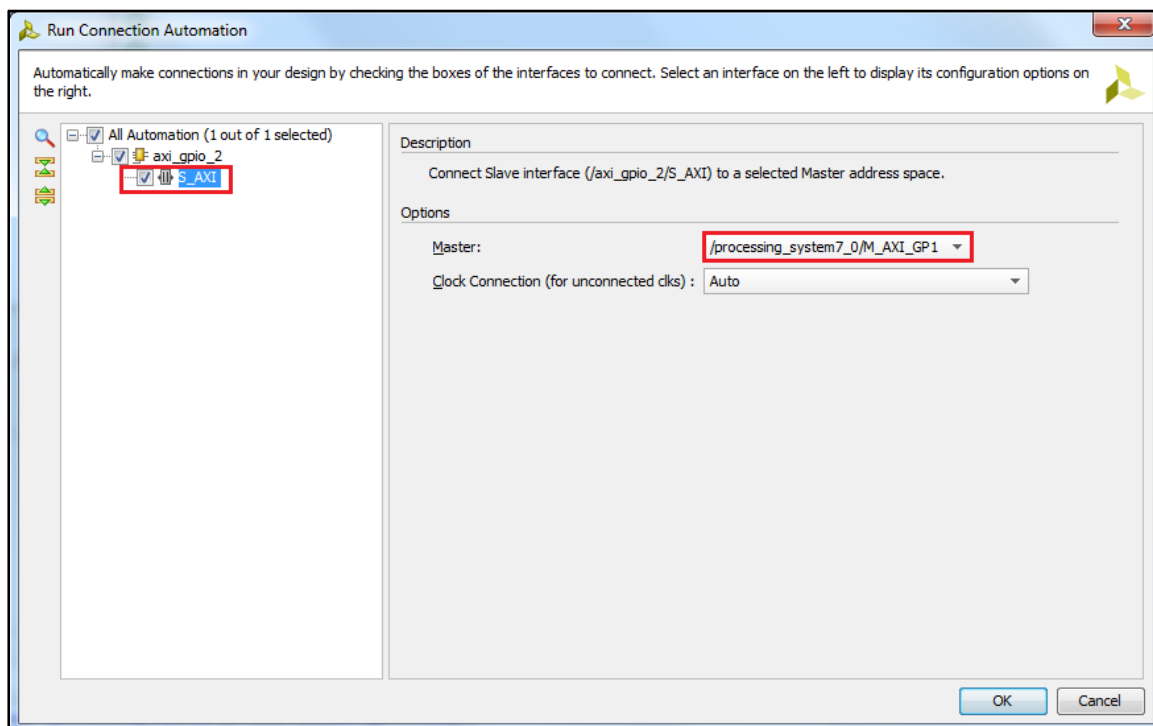 Run Connection Automation
Automatically make connections in your design by checking the boxes of the interfaces to connect. Select an interface on the left to display its configuration options on
the right.
All Automation (1 out of 1 selected)
axi_gpio_2
S_AXI
Description
Connect Slave interface (/axi_gpio_2/S_AXI) to a selected Master address space.
Options
Master: /processing_system7_0/M_AXI_GP1
Clock Connection (for unconnected clks) : Auto
OK Cancel